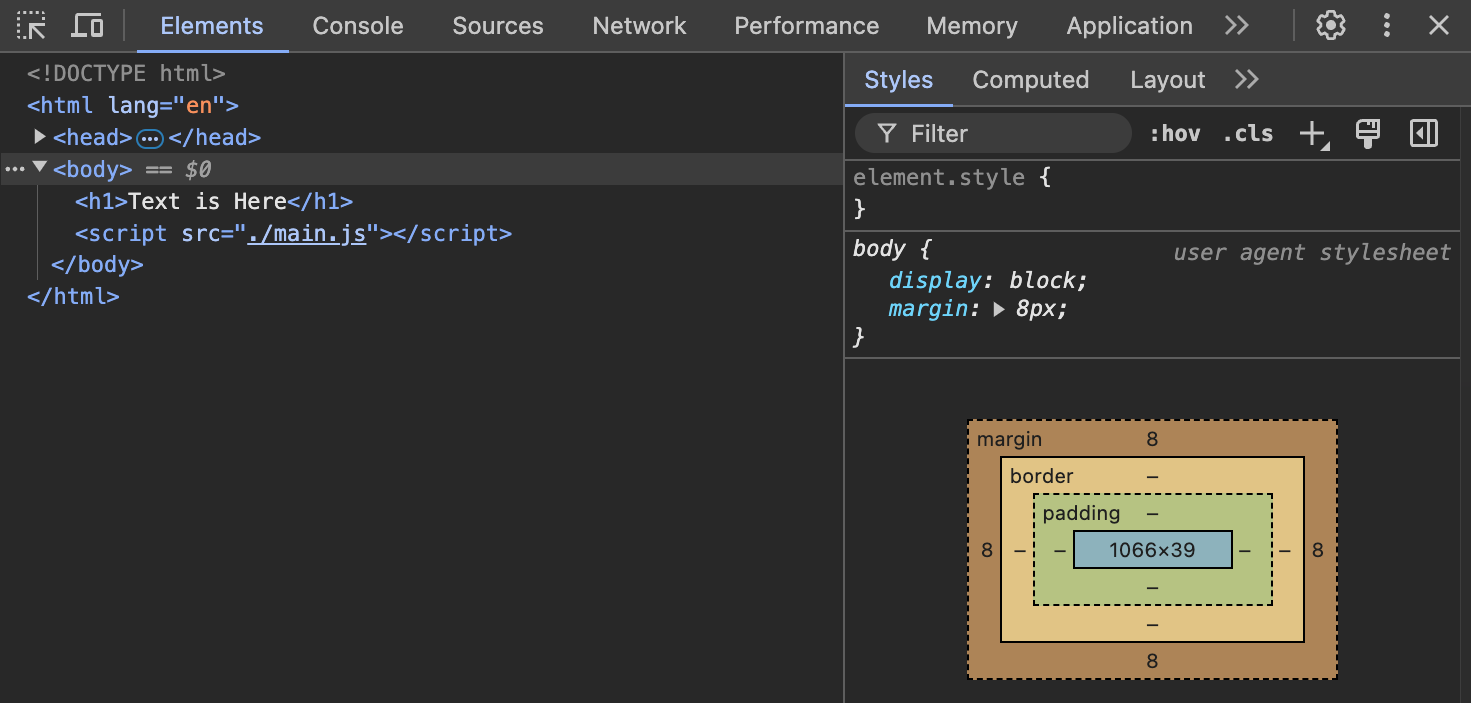 Elements Console Sources Network Performance Memory Application
<!DOCTYPE html>
<html lang="en">
<head>…</head>
… <body> == $0
<h1>Text is Here</h1>
<script src="./main.js"></script>
</body>
</html>
Styles Computed Layout
Filter :hov .cls
element.style {
}
body { user agent stylesheet
display: block;
margin: 8px;
}
margin 8
border –
padding –
8 – – 1066×39 – – 8
–
–
8